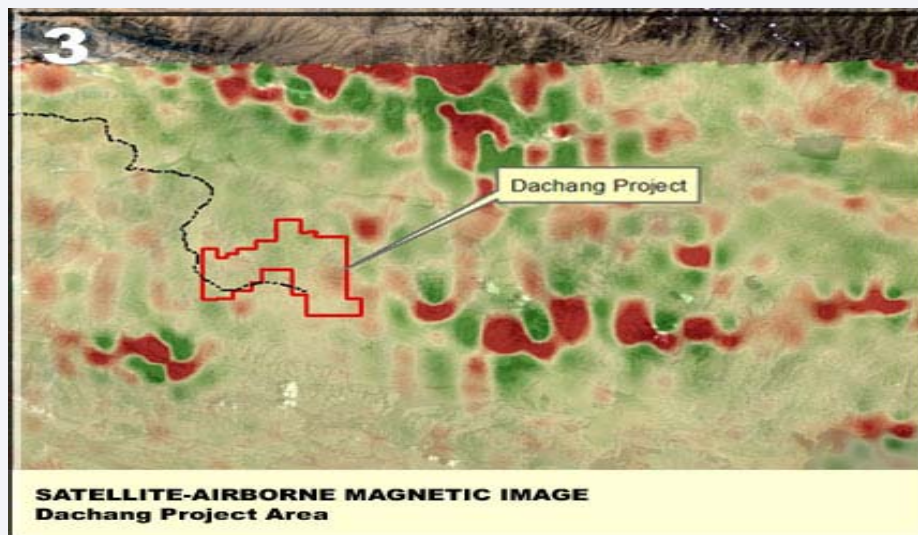 3
Dachang Project
SATELLITE-AIRBORNE MAGNETIC IMAGE
Dachang Project Area